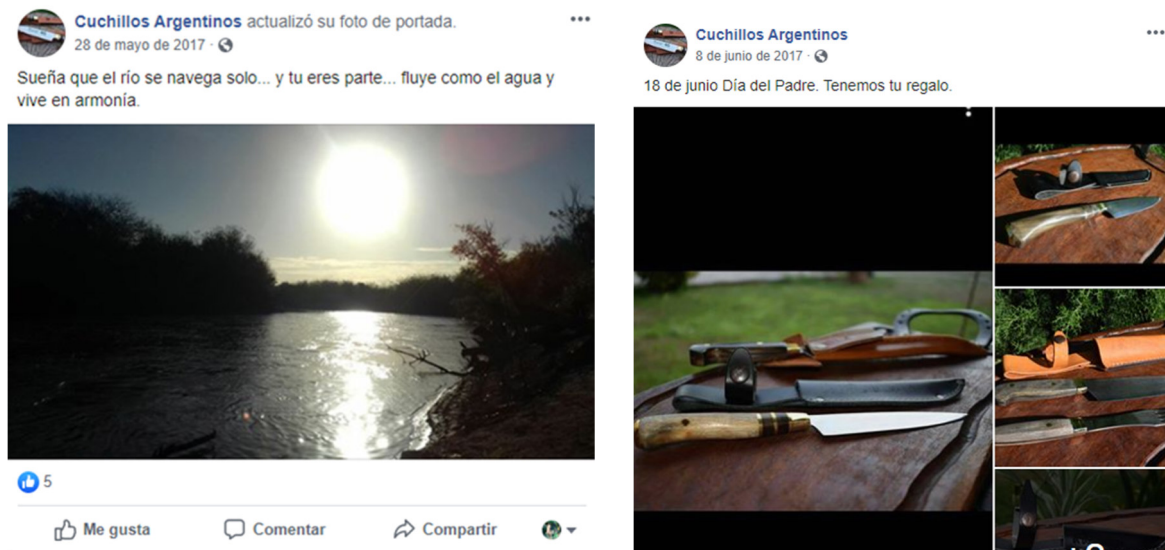 Cuchillos Argentinos actualizó su foto de portada.
28 de mayo de 2017 ·
Sueña que el río se navega solo... y tu eres parte... fluye como el agua y
vive en armonía.
5
Me gusta
Comentar
Compartir
Cuchillos Argentinos
8 de junio de 2017 ·
18 de junio Día del Padre. Tenemos tu regalo.